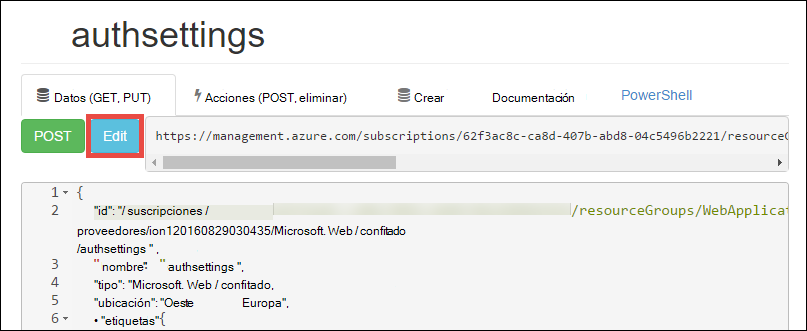 authsettings
Datos (GET, PUT) Acciones (POST, eliminar) Crear Documentación PowerShell
POST Edit https://management.azure.com/subscriptions/62f3ac8c-ca8d-407b-abd8-04c5496b2221/resource
1 {
2 "id": "/ suscripciones / /resourceGroups/WebApplicat
proveedores/ion120160829030435/Microsoft. Web / confitado
/authsettings " ,
3 " nombre": " authsettings ",
4 "tipo": "Microsoft. Web / confitado,
5 "ubicación": "Oeste Europa",
6 • "etiquetas"{